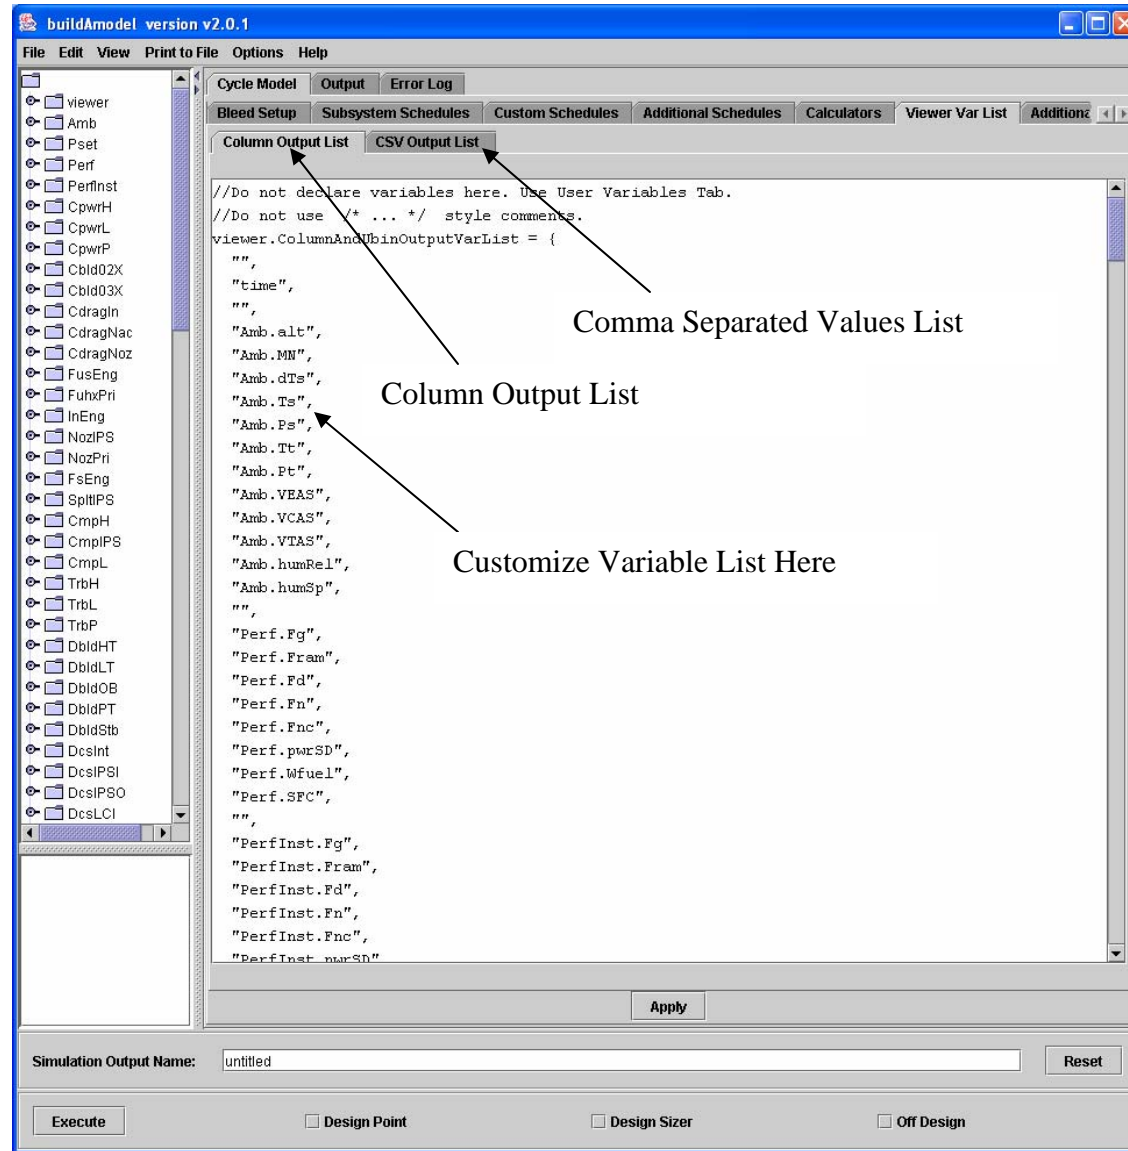 buildAmodel version v2.0.1
File Edit View Print to File Options Help
Cycle Model Output Error Log
Bleed Setup Subsystem Schedules Custom Schedules Additional Schedules Calculators Viewer Var List
Column Output List CSV Output List
viewer
Amb
Pset
Perf
PerfInst
CpwrH
CpwrL
CpwrP
Cbld02X
Cbld03X
CdragIn
CdragNac
CdragNoz
FusEng
FuhxPri
InEng
NozIPS
NozPri
FsEng
SpltIPS
CmpH
CmpIPS
CmpL
TrbH
TrbL
TrbP
DbldHT
DbldLT
DbldOB
DbldPT
DbldStb
DcsInt
DcsIPSI
DcsIPSO
DcsLCI
//Do not declare variables here. Use User Variables Tab.
//Do not use /* ... */ style comments.
viewer.ColumnAndUbinOutputVarList = {
"",
"time",
"",
"Amb.alt",
"Amb.MN",
"Amb.dTs",
"Amb.Ts",
"Amb.Ps",
"Amb.Tt",
"Amb.Pt",
"Amb.VEAS",
"Amb.VCAS",
"Amb.VTAS",
"Amb.humRel",
"Amb.humSp",
"",
"Perf.Fg",
"Perf.Fram",
"Perf.Fd",
"Perf.Fn",
"Perf.Fnc",
"Perf.pwrSD",
"Perf.Wfuel",
"Perf.SFC",
"",
"PerfInst.Fg",
"PerfInst.Fram",
"PerfInst.Fd",
"PerfInst.Fn",
"PerfInst.Fnc",
"PerfInst.pwrSD"
Comma Separated Values List
Column Output List
Customize Variable List Here
Apply
Simulation Output Name: untitled Reset
Execute Design Point Design Sizer Off Design